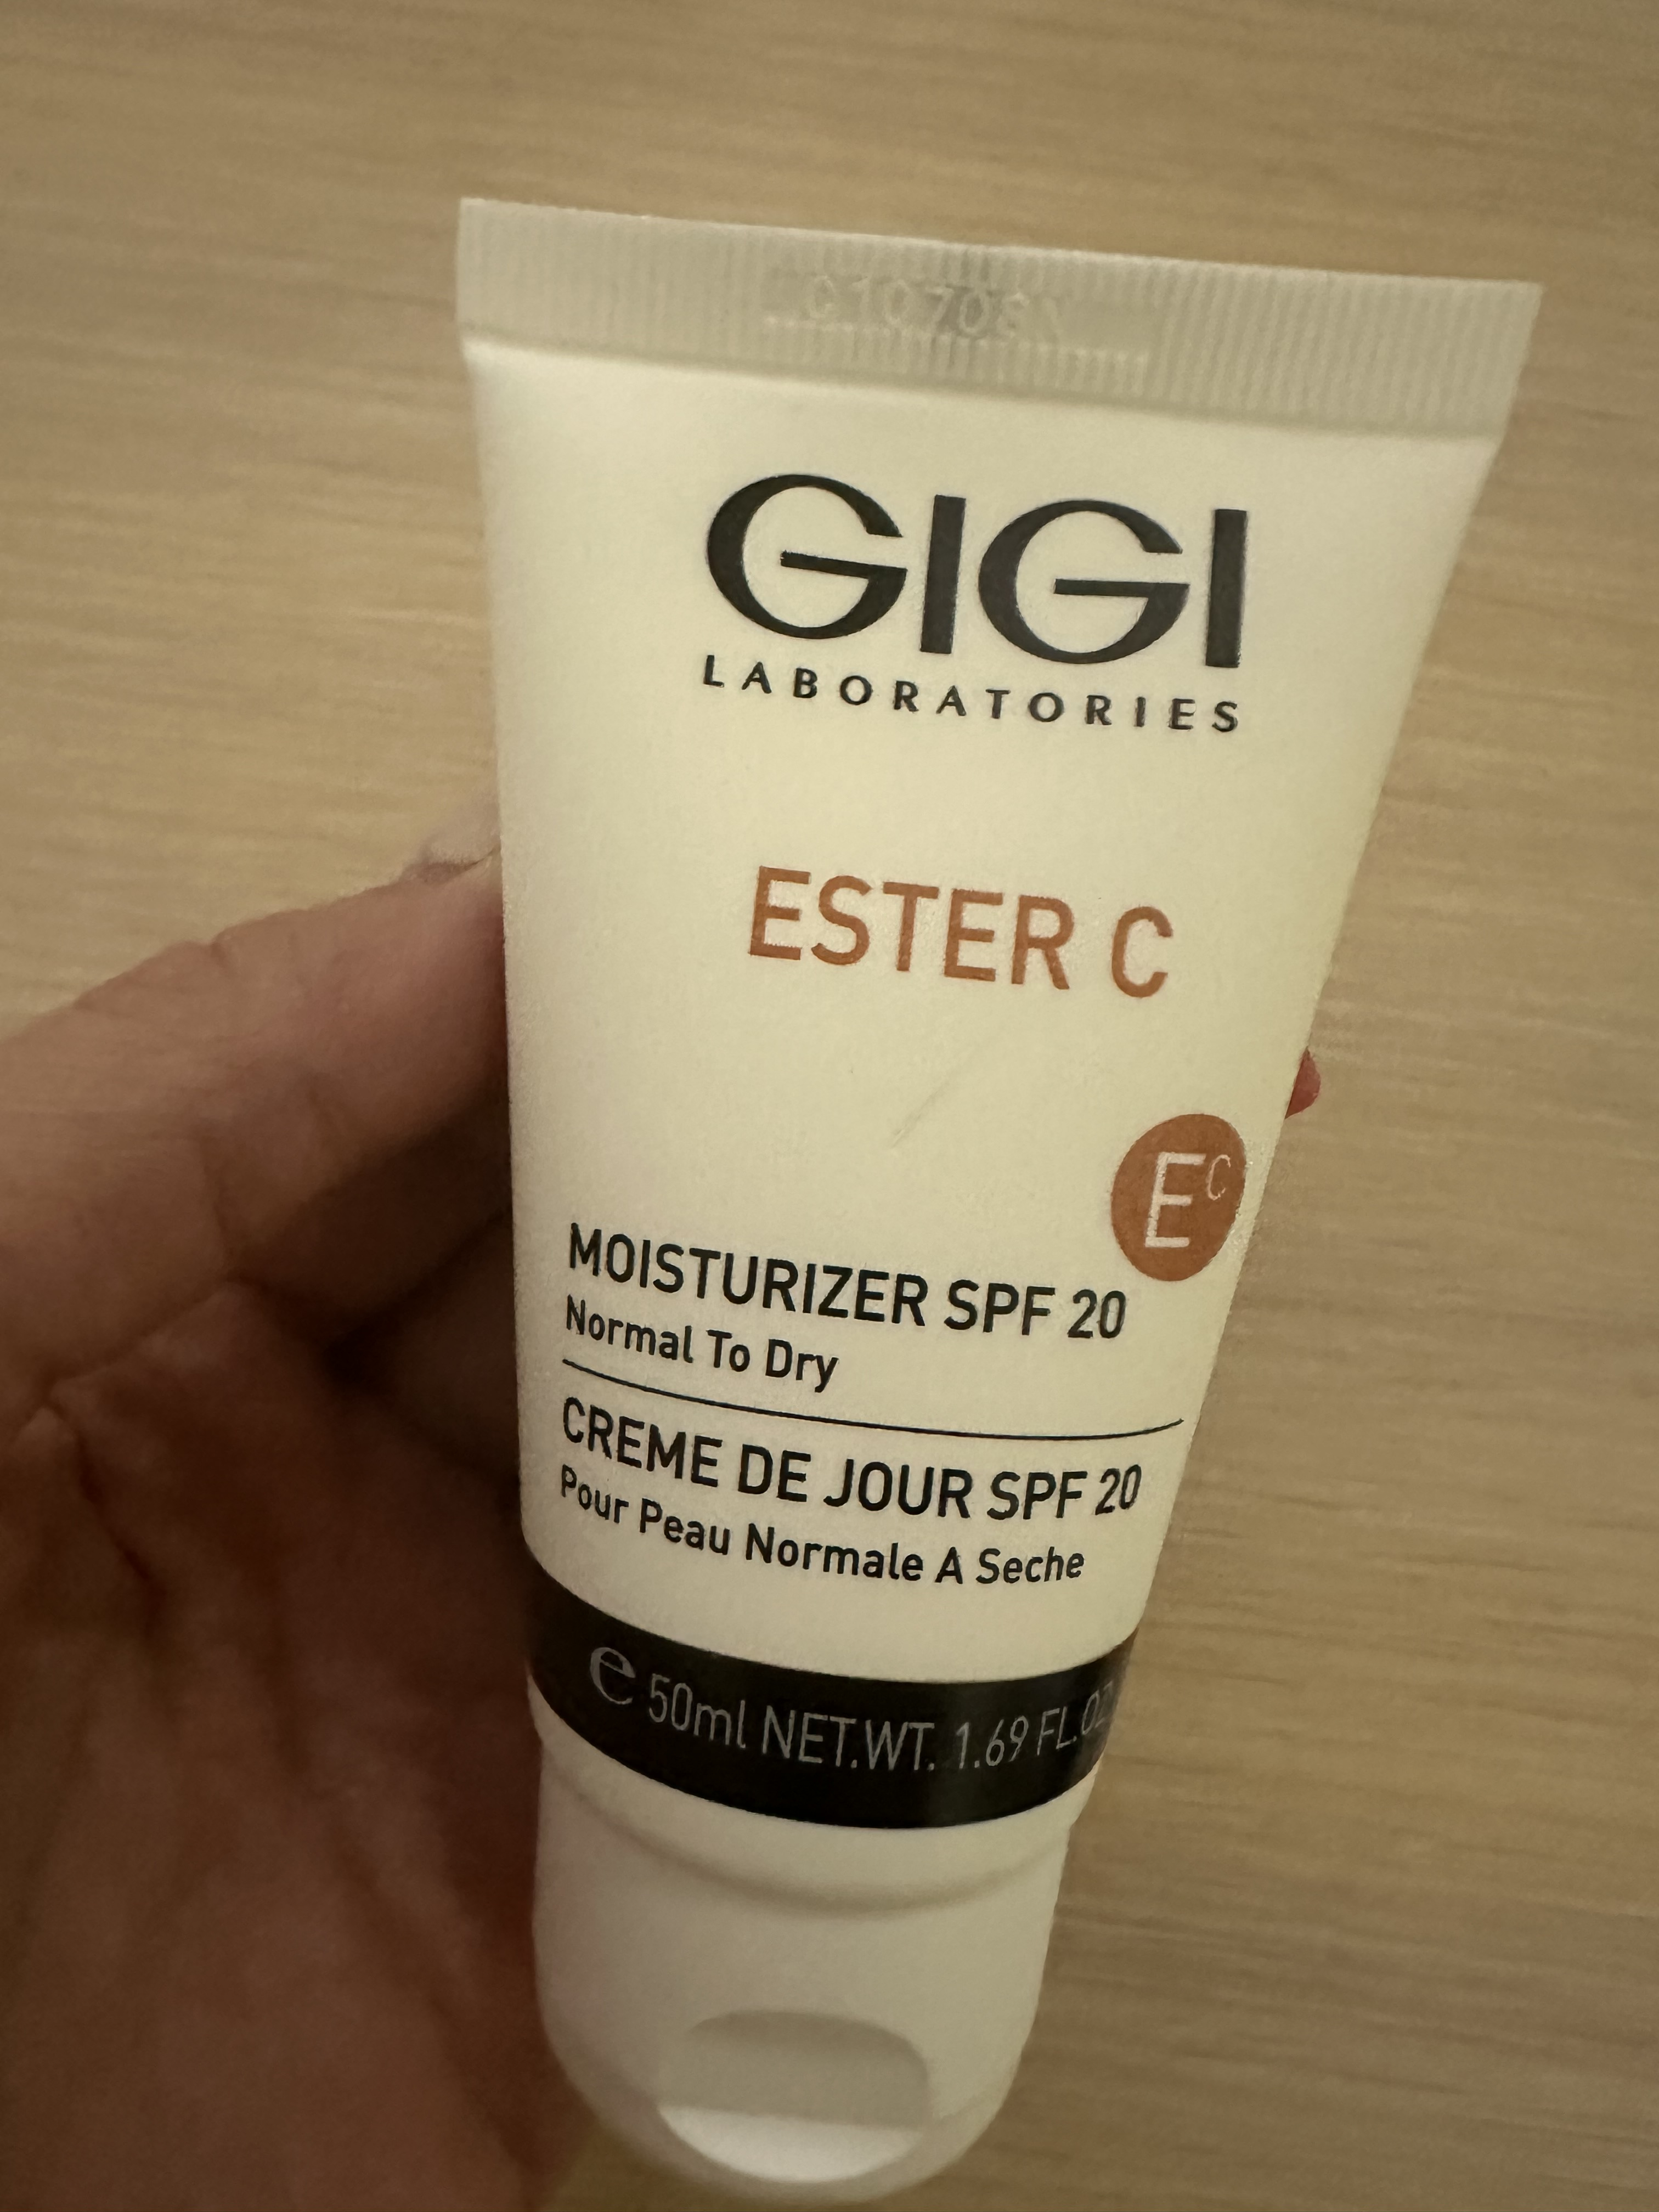 GIGI
LABORATORIES
ESTER C
E C
MOISTURIZER SPF 20
Normal To Dry
CREME DE JOUR SPF 20
Pour Peau Normale A Seche
e 50ml NET.WT. 1.69 FL.OZ